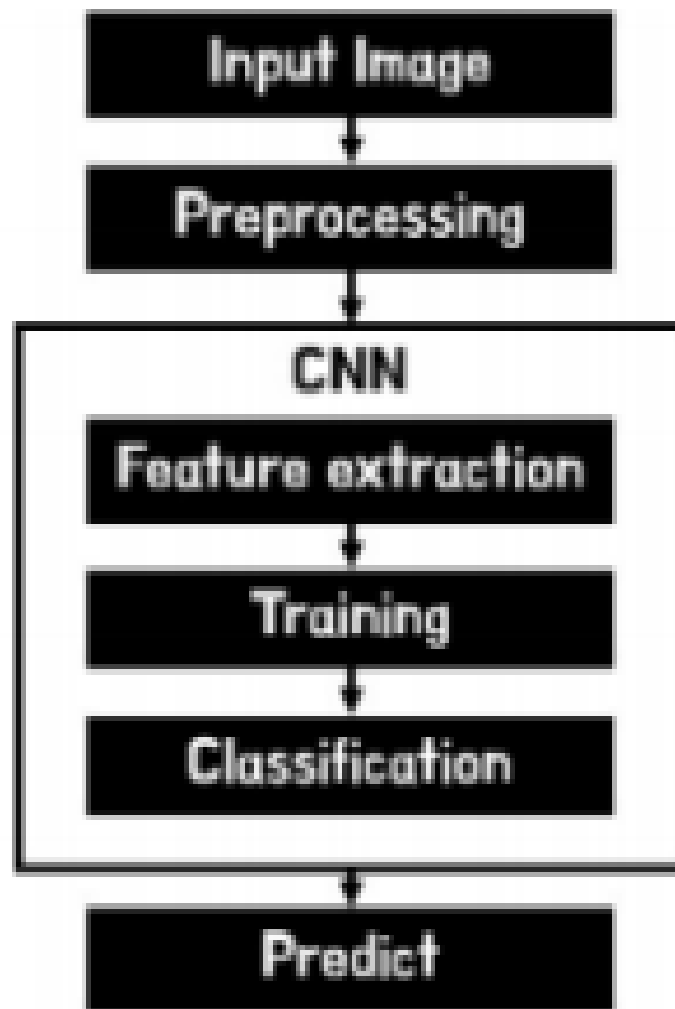 Input Image
Preprocessing
CNN
Feature extraction
Training
Classification
Predict